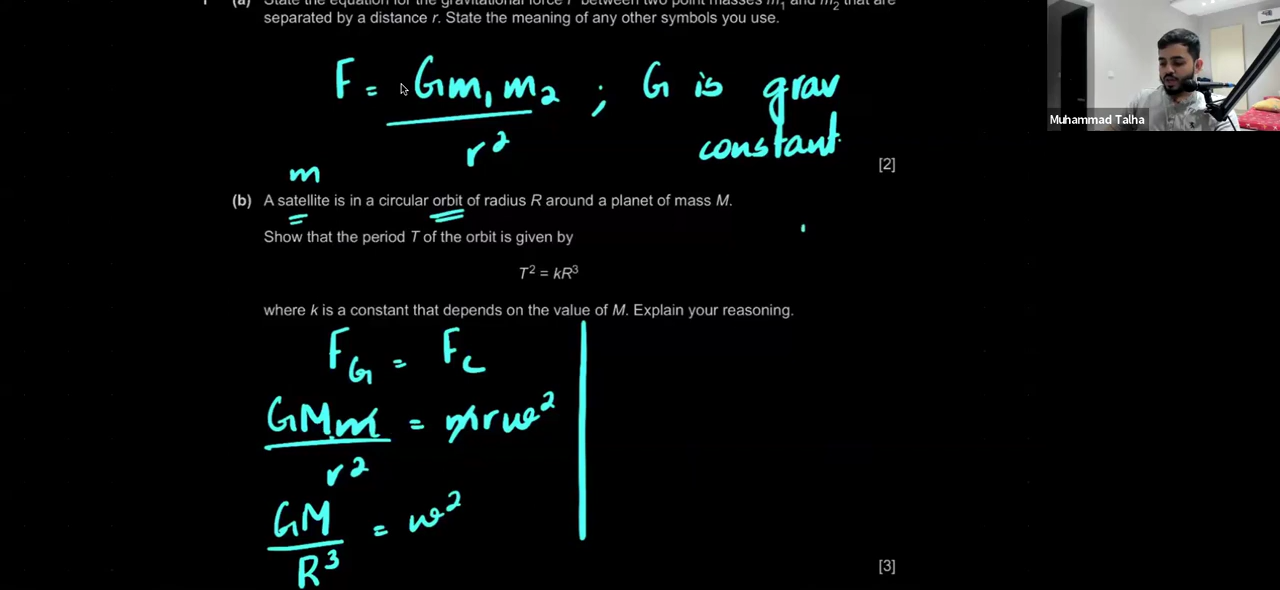 (a) State the equation for the gravitational force F between two point masses m₁ and m₂ that are
separated by a distance r. State the meaning of any other symbols you use.
F = Gm₁m₂ / r² ; G is grav
constant.
[2]
m
(b) A satellite is in a circular orbit of radius R around a planet of mass M.
Show that the period T of the orbit is given by
T² = kR³
where k is a constant that depends on the value of M. Explain your reasoning.
F_G = F_c
GMm / r² = mrω²
GM / R³ = ω²
[3]
Muhammad Talha